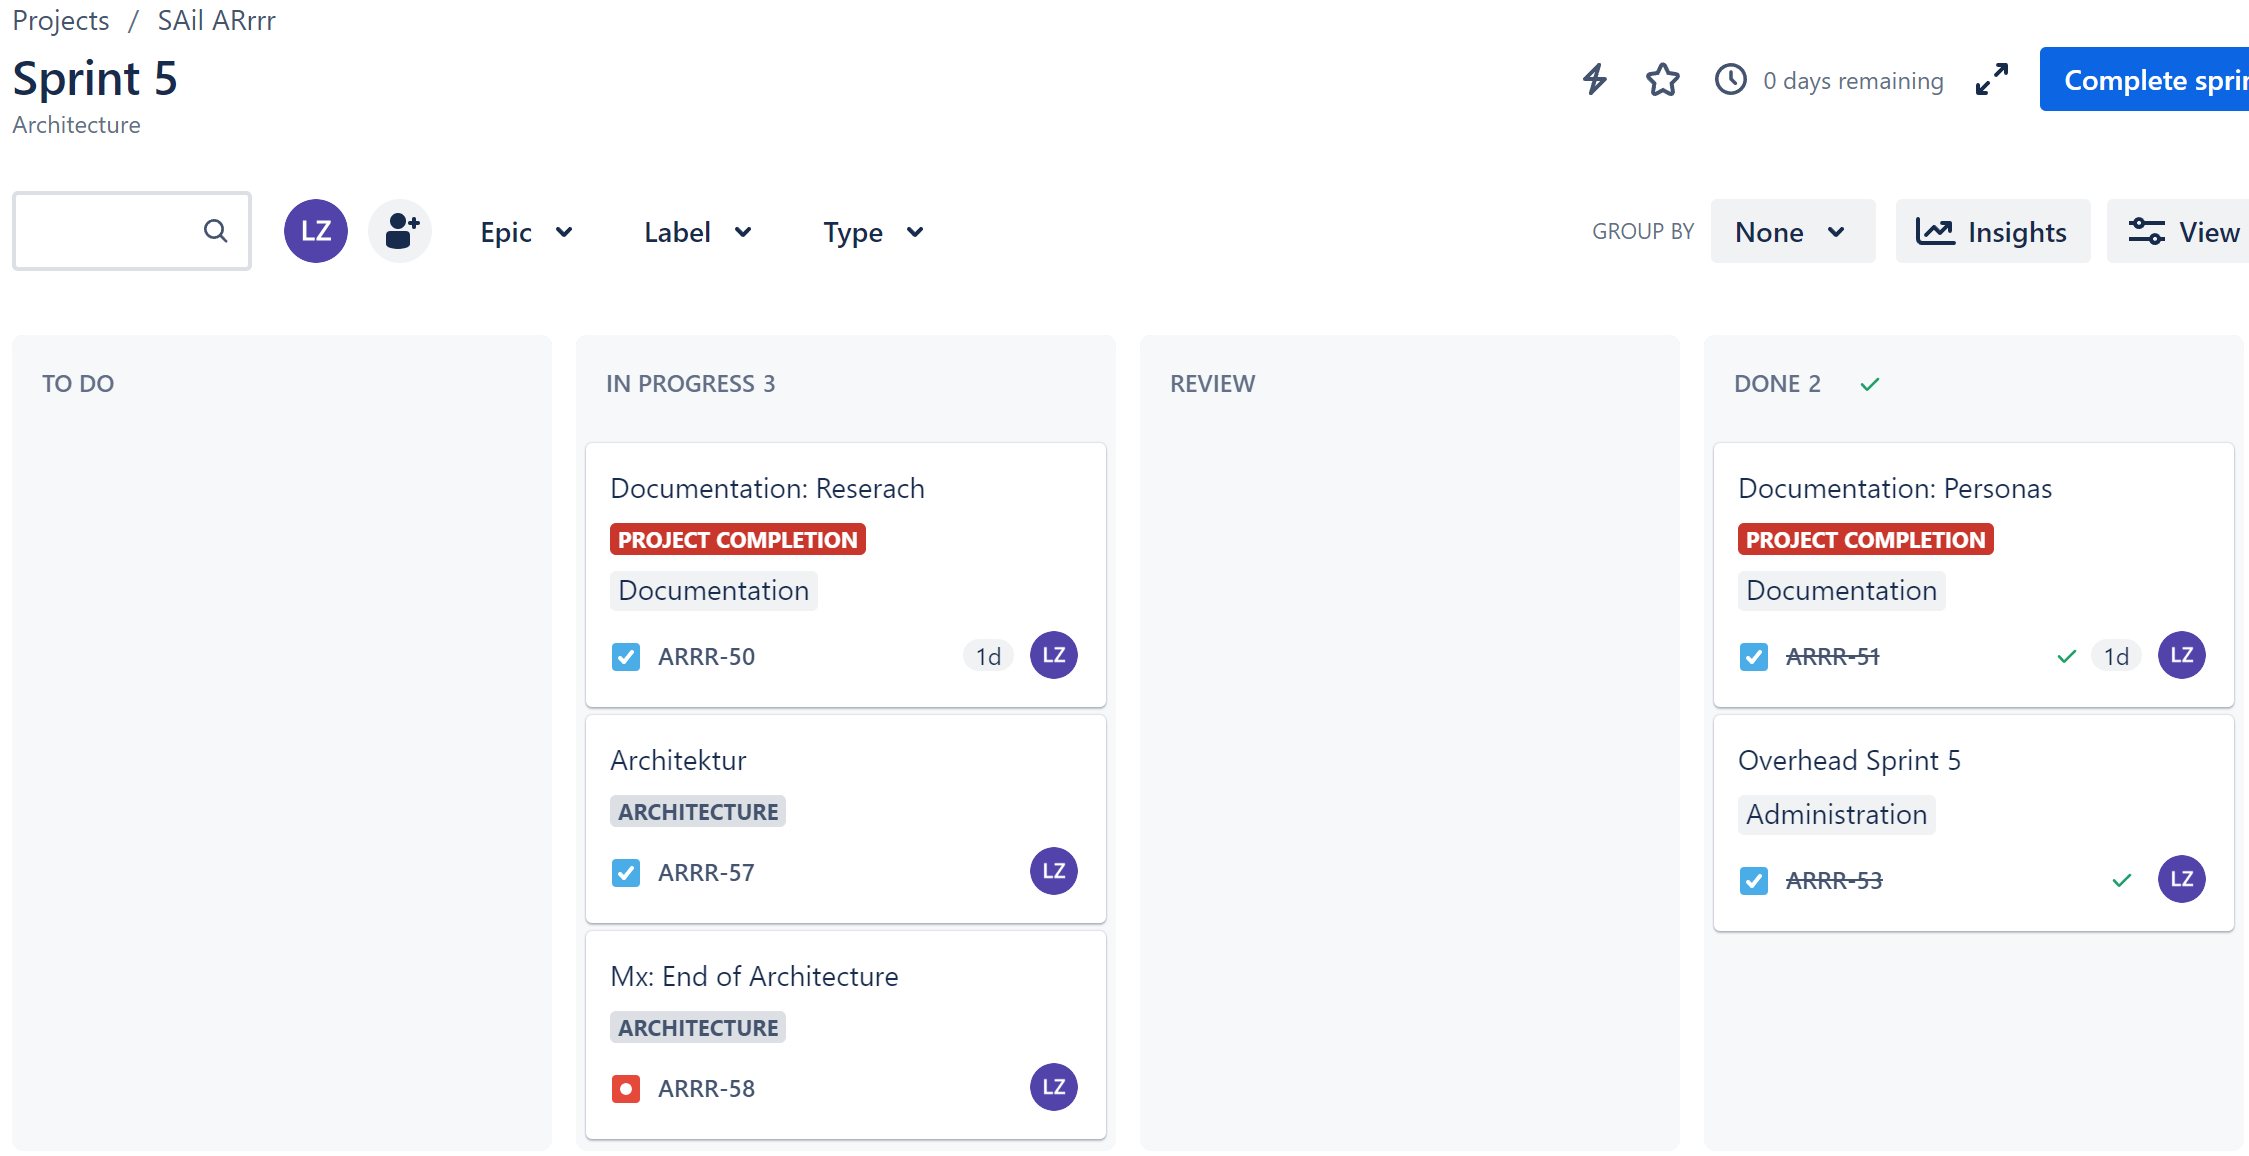 Projects / SAil ARrrr
Sprint 5
Architecture
0 days remaining
Complete sprin
LZ
Epic
Label
Type
GROUP BY
None
Insights
View
TO DO
IN PROGRESS 3
Documentation: Reserach
PROJECT COMPLETION
Documentation
ARRR-50 1d LZ
Architektur
ARCHITECTURE
ARRR-57 LZ
Mx: End of Architecture
ARCHITECTURE
ARRR-58 LZ
REVIEW
DONE 2
Documentation: Personas
PROJECT COMPLETION
Documentation
ARRR-51 1d LZ
Overhead Sprint 5
Administration
ARRR-53 LZ